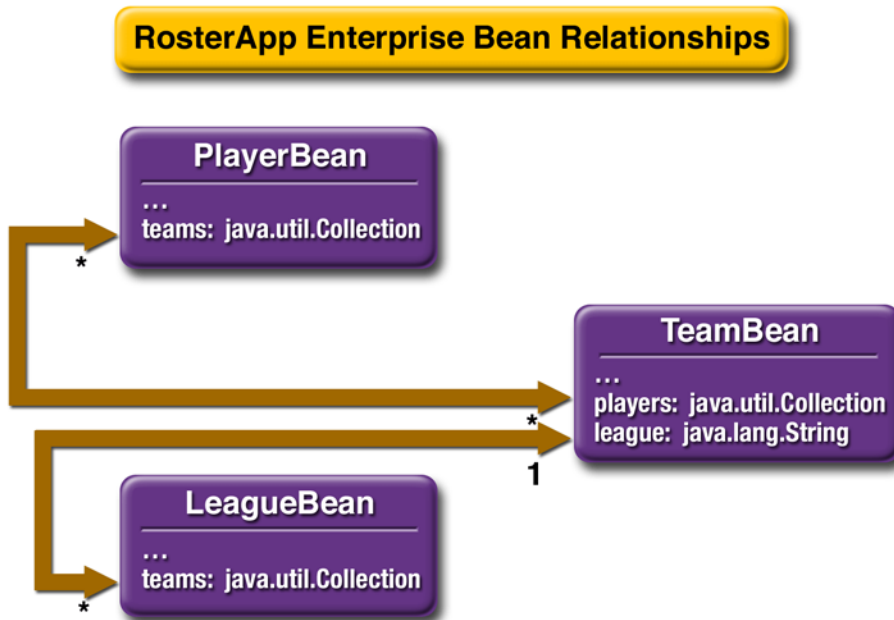 RosterApp Enterprise Bean Relationships
PlayerBean
...
teams: java.util.Collection
*
TeamBean
...
players: java.util.Collection
league: java.lang.String
*
1
LeagueBean
...
teams: java.util.Collection
*